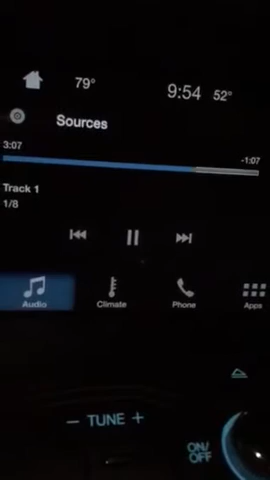 79° 9:54 52°
Sources
3:07 -1:07
Track 1
1/8
Audio Climate Phone Apps
− TUNE +
ON/
OFF